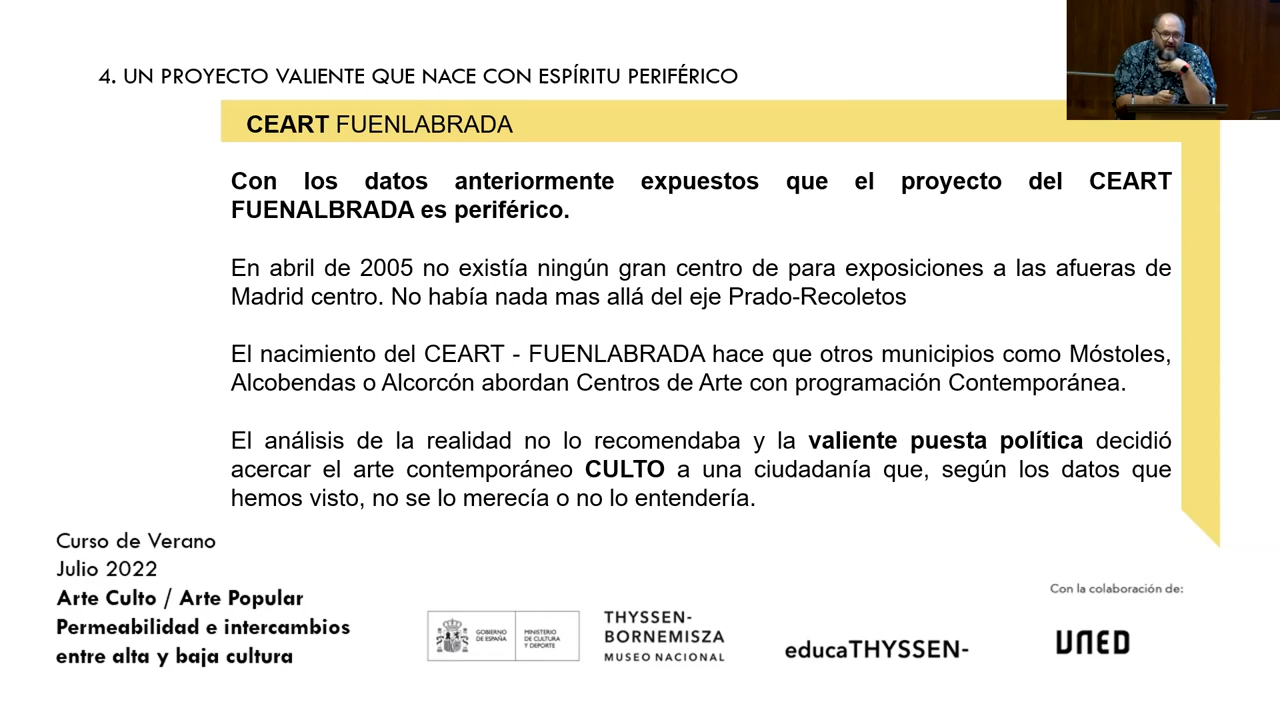 4. UN PROYECTO VALIENTE QUE NACE CON ESPÍRITU PERIFÉRICO
CEART FUENLABRADA
Con los datos anteriormente expuestos que el proyecto del CEART
FUENALBRADA es periférico.
En abril de 2005 no existía ningún gran centro de para exposiciones a las afueras de
Madrid centro. No había nada mas allá del eje Prado-Recoletos
El nacimiento del CEART - FUENLABRADA hace que otros municipios como Móstoles,
Alcobendas o Alcorcón abordan Centros de Arte con programación Contemporánea.
El análisis de la realidad no lo recomendaba y la valiente puesta política decidió
acercar el arte contemporáneo CULTO a una ciudadanía que, según los datos que
hemos visto, no se lo merecía o no lo entendería.
Curso de Verano
Julio 2022
Arte Culto / Arte Popular
Permeabilidad e intercambios
entre alta y baja cultura
GOBIERNO
DE ESPAÑA
MINISTERIO
DE CULTURA
Y DEPORTE
THYSSEN-
BORNEMISZA
MUSEO NACIONAL
educaTHYSSEN-
Con la colaboración de:
UNED